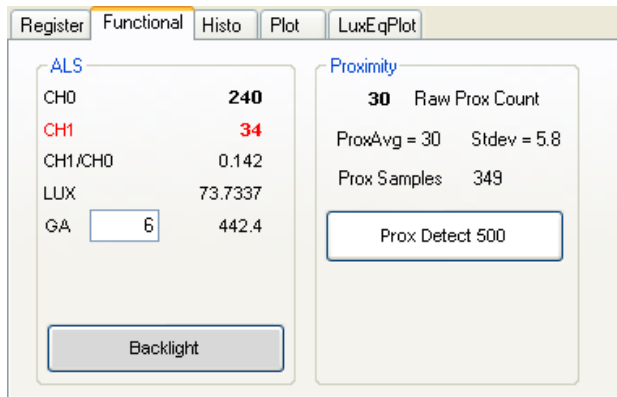 Register Functional Histo Plot LuxEqPlot
ALS
CH0 240
CH1 34
CH1/CH0 0.142
LUX 73.7337
GA 6 442.4
Backlight
Proximity
30 Raw Prox Count
ProxAvg = 30 Stdev = 5.8
Prox Samples 349
Prox Detect 500